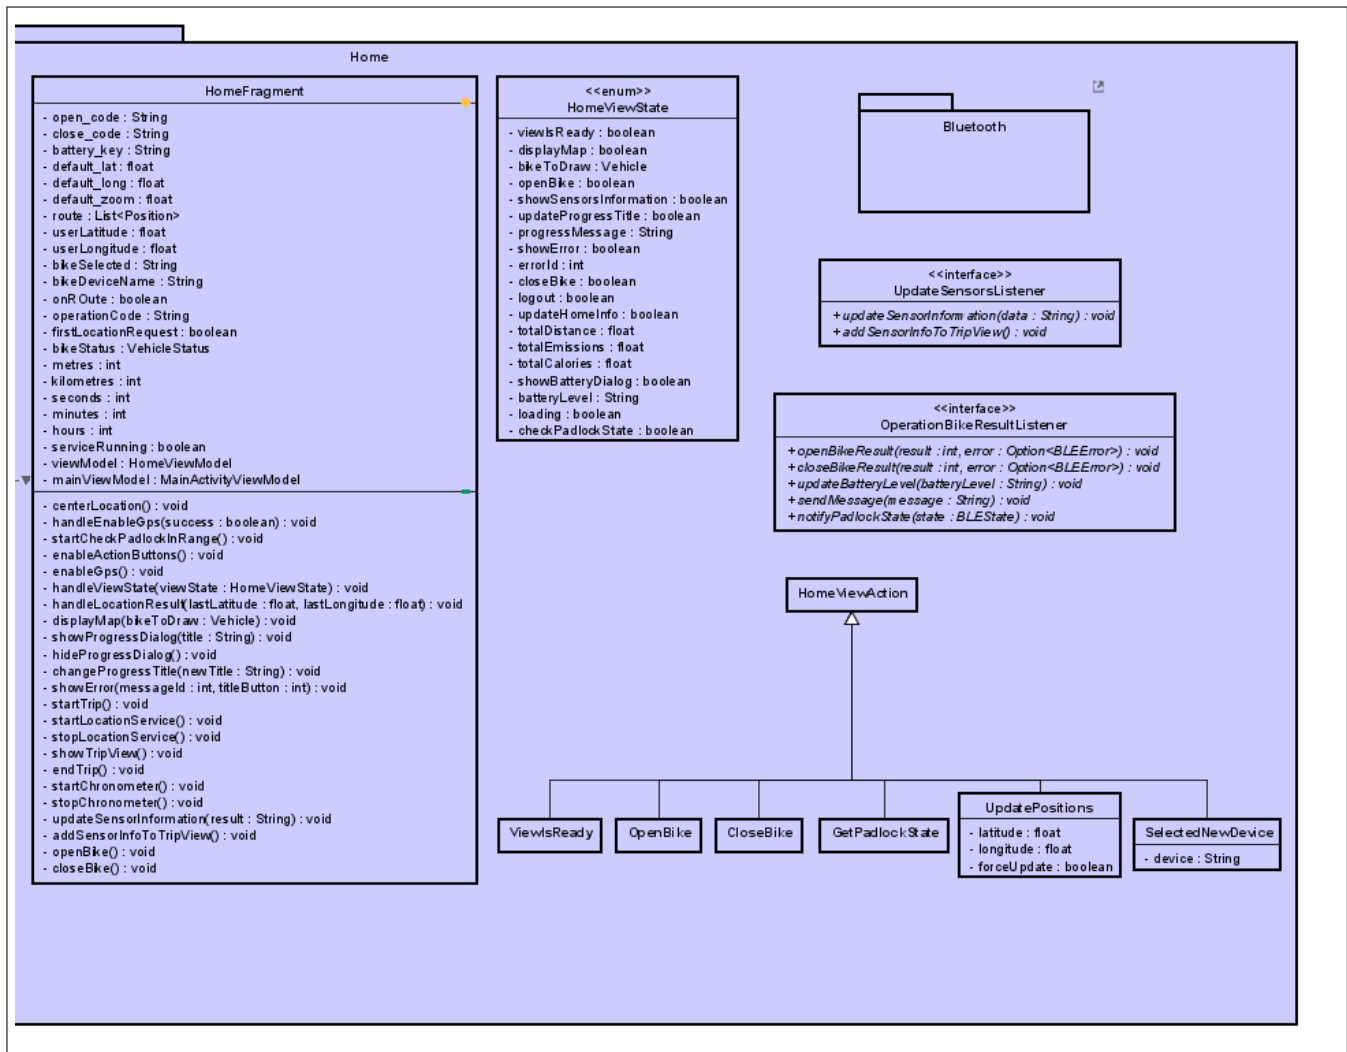 Home
HomeFragment
- open_code : String
- close_code : String
- battery_key : String
- default_lat : float
- default_long : float
- default_zoom : float
- route : List<Position>
- userLatitude : float
- userLongitude : float
- bikeSelected : String
- bikeDeviceName : String
- onROute : boolean
- operationCode : String
- firstLocationRequest : boolean
- bikeStatus : VehicleStatus
- metres : int
- kilometres : int
- seconds : int
- minutes : int
- hours : int
- serviceRunning : boolean
- viewModel : HomeViewModel
- mainViewModel : MainActivityViewModel
- centerLocation() : void
- handleEnableGps(success : boolean) : void
- startCheckPadlockInRange() : void
- enableActionButtons() : void
- enableGps() : void
- handleViewState(viewState : HomeViewState) : void
- handleLocationResult(lastLatitude : float, lastLongitude : float) : void
- displayMap(bikeToDraw : Vehicle) : void
- showProgressDialog(title : String) : void
- hideProgressDialog() : void
- changeProgressTitle(newTitle : String) : void
- showError(messageId : int, titleButton : int) : void
- startTrip() : void
- startLocationService() : void
- stopLocationService() : void
- showTripView() : void
- endTrip() : void
- startChronometer() : void
- stopChronometer() : void
- updateSensorInformation(result : String) : void
- addSensorInfoToTripView() : void
- openBike() : void
- closeBike() : void
<<enum>>
HomeViewState
- viewIsReady : boolean
- displayMap : boolean
- bikeToDraw : Vehicle
- openBike : boolean
- showSensorsInformation : boolean
- updateProgressTitle : boolean
- progressMessage : String
- showError : boolean
- errorId : int
- closeBike : boolean
- logout : boolean
- updateHomeInfo : boolean
- totalDistance : float
- totalEmissions : float
- totalCalories : float
- showBatteryDialog : boolean
- batteryLevel : String
- loading : boolean
- checkPadlockState : boolean
Bluetooth
<<interface>>
UpdateSensorsListener
+ updateSensorInformation(data : String) : void
+ addSensorInfoToTripView() : void
<<interface>>
OperationBikeResultListener
+ openBikeResult(result : int, error : Option<BLEError>) : void
+ closeBikeResult(result : int, error : Option<BLEError>) : void
+ updateBatteryLevel(batteryLevel : String) : void
+ sendMessage(message : String) : void
+ notifyPadlockState(state : BLEState) : void
HomeViewAction
ViewIsReady
OpenBike
CloseBike
GetPadlockState
UpdatePositions
- latitude : float
- longitude : float
- forceUpdate : boolean
SelectedNewDevice
- device : String